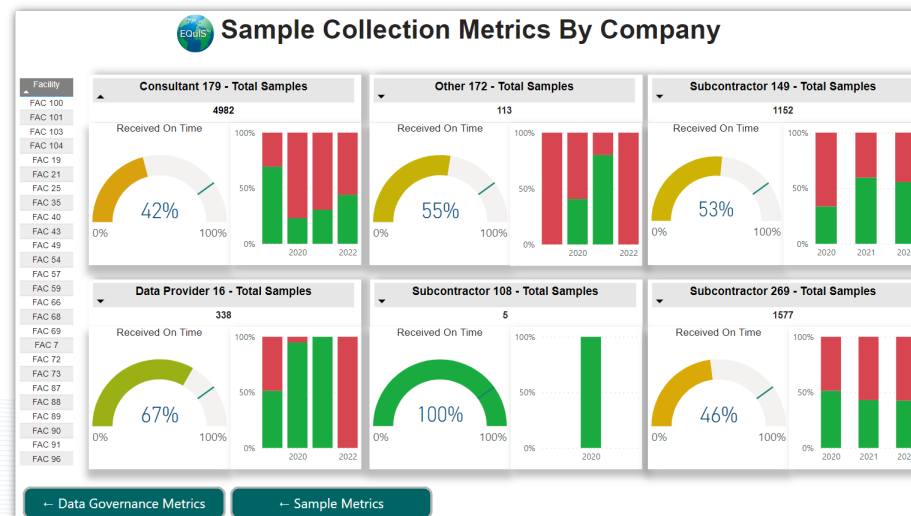 EQuIS
Sample Collection Metrics By Company
Facility
FAC 100
FAC 101
FAC 103
FAC 104
FAC 19
FAC 21
FAC 25
FAC 35
FAC 40
FAC 43
FAC 49
FAC 54
FAC 57
FAC 59
FAC 66
FAC 68
FAC 69
FAC 7
FAC 72
FAC 73
FAC 87
FAC 88
FAC 89
FAC 90
FAC 91
FAC 96
Consultant 179 - Total Samples
4982
Received On Time
42%
0%
100%
100%
50%
0%
2020
2022
Other 172 - Total Samples
113
Received On Time
55%
0%
100%
100%
50%
0%
2020
2022
Subcontractor 149 - Total Samples
1152
Received On Time
53%
0%
100%
100%
50%
0%
2020
2021
202
Data Provider 16 - Total Samples
338
Received On Time
67%
0%
100%
100%
50%
0%
2020
2022
Subcontractor 108 - Total Samples
5
Received On Time
100%
0%
100%
100%
50%
0%
2020
Subcontractor 269 - Total Samples
1577
Received On Time
46%
0%
100%
100%
50%
0%
2020
2021
202
← Data Governance Metrics
← Sample Metrics